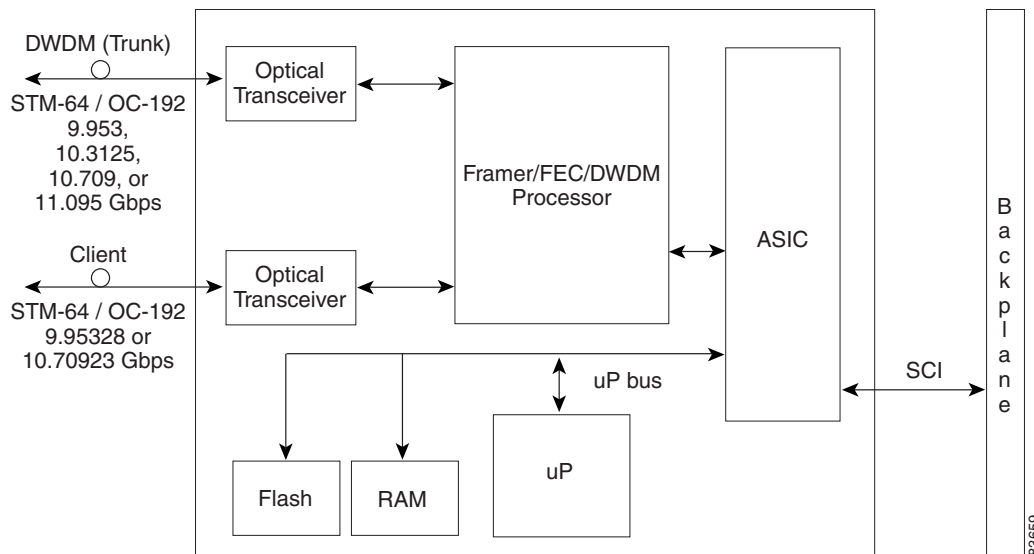 DWDM (Trunk)
STM-64 / OC-192
9.953,
10.3125,
10.709, or
11.095 Gbps
Optical
Transceiver
Framer/FEC/DWDM
Processor
ASIC
Client
STM-64 / OC-192
9.95328 or
10.70923 Gbps
Optical
Transceiver
uP bus
SCI
Backplane
Flash
RAM
uP